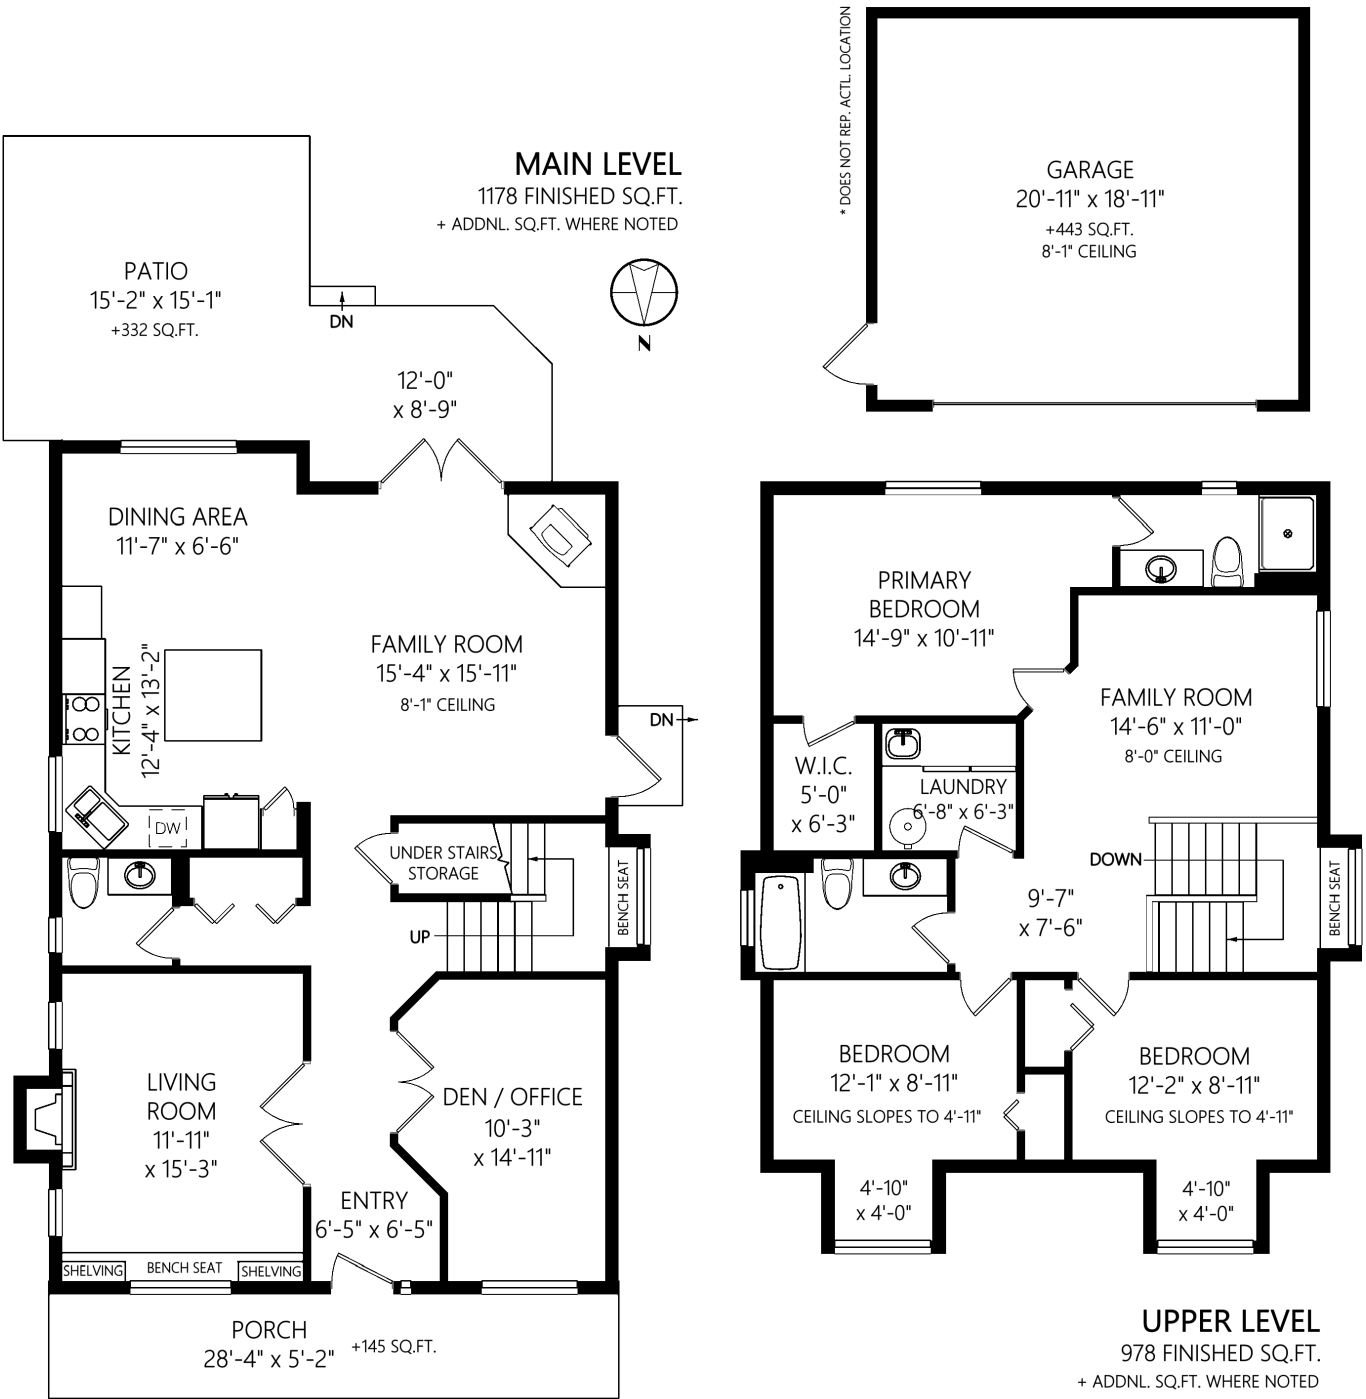 MAIN LEVEL
1178 FINISHED SQ.FT.
+ ADDNL. SQ.FT. WHERE NOTED
N
PATIO
15'-2" x 15'-1"
+332 SQ.FT.
DN
12'-0"
x 8'-9"
DINING AREA
11'-7" x 6'-6"
KITCHEN
12'-4" x 13'-2"
FAMILY ROOM
15'-4" x 15'-11"
8'-1" CEILING
DN
DW
UNDER STAIRS
STORAGE
UP
BENCH SEAT
LIVING
ROOM
11'-11"
x 15'-3"
DEN / OFFICE
10'-3"
x 14'-11"
ENTRY
6'-5" x 6'-5"
SHELVING
BENCH SEAT
SHELVING
PORCH
28'-4" x 5'-2"
+145 SQ.FT.
* DOES NOT REP. ACTL. LOCATION
GARAGE
20'-11" x 18'-11"
+443 SQ.FT.
8'-1" CEILING
PRIMARY
BEDROOM
14'-9" x 10'-11"
FAMILY ROOM
14'-6" x 11'-0"
8'-0" CEILING
W.I.C.
5'-0"
x 6'-3"
LAUNDRY
6'-8" x 6'-3"
DOWN
9'-7"
x 7'-6"
BENCH SEAT
BEDROOM
12'-1" x 8'-11"
CEILING SLOPES TO 4'-11"
BEDROOM
12'-2" x 8'-11"
CEILING SLOPES TO 4'-11"
4'-10"
x 4'-0"
4'-10"
x 4'-0"
UPPER LEVEL
978 FINISHED SQ.FT.
+ ADDNL. SQ.FT. WHERE NOTED